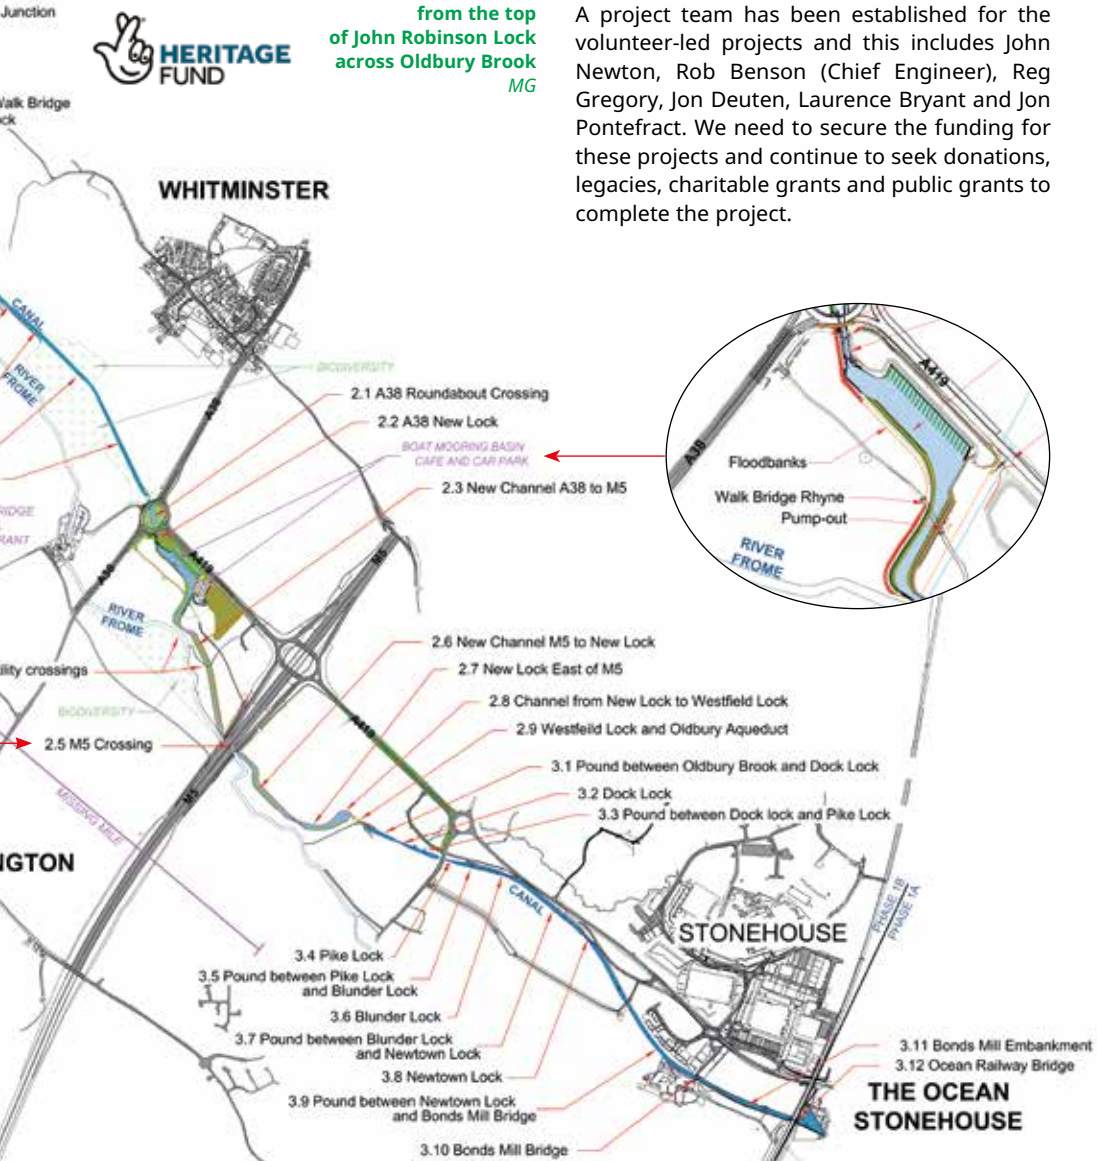 Junction
Walk Bridge
HERITAGE
FUND
from the top
of John Robinson Lock
across Oldbury Brook
MG
A project team has been established for the
volunteer-led projects and this includes John
Newton, Rob Benson (Chief Engineer), Reg
Gregory, Jon Deuten, Laurence Bryant and Jon
Pontefract. We need to secure the funding for
these projects and continue to seek donations,
legacies, charitable grants and public grants to
complete the project.
WHITMINSTER
CANAL
RIVER
FROME
BIODIVERSITY
A38
2.1 A38 Roundabout Crossing
2.2 A38 New Lock
BOAT MOORING BASIN
CAFE AND CAR PARK
2.3 New Channel A38 to M5
A419
A38
Floodbanks
Walk Bridge Rhyne
Pump-out
RIVER
FROME
A419
M5
A38
RIVER
FROME
2.6 New Channel M5 to New Lock
2.7 New Lock East of M5
crossings
2.8 Channel from New Lock to Westfield Lock
BIODIVERSITY
A419
2.9 Westfeild Lock and Oldbury Aqueduct
2.5 M5 Crossing
3.1 Pound between Oldbury Brook and Dock Lock
M5
3.2 Dock Lock
MISSING MILE
3.3 Pound between Dock lock and Pike Lock
NGTON
CANAL
PHASE 1B
PHASE 1A
STONEHOUSE
3.4 Pike Lock
3.5 Pound between Pike Lock
and Blunder Lock
3.6 Blunder Lock
3.7 Pound between Blunder Lock
and Newtown Lock
3.8 Newtown Lock
3.9 Pound between Newtown Lock
and Bonds Mill Bridge
3.10 Bonds Mill Bridge
3.11 Bonds Mill Embankment
3.12 Ocean Railway Bridge
THE OCEAN
STONEHOUSE